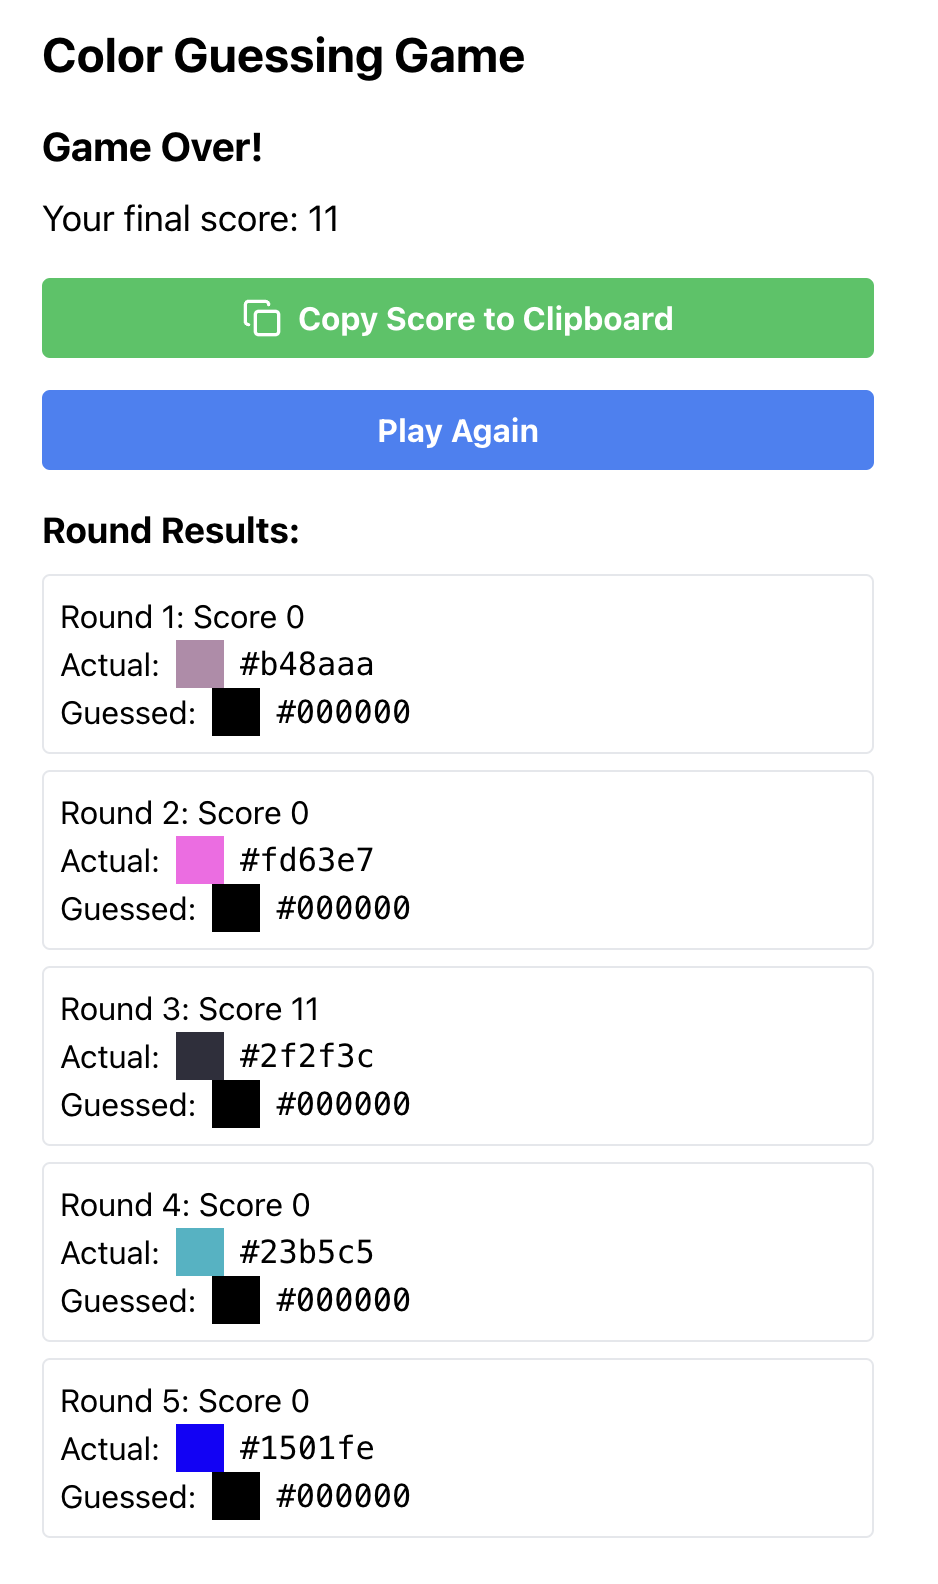 Color Guessing Game
Game Over!
Your final score: 11
Copy Score to Clipboard
Play Again
Round Results:
Round 1: Score 0
Actual: #b48aaa
Guessed: #000000
Round 2: Score 0
Actual: #fd63e7
Guessed: #000000
Round 3: Score 11
Actual: #2f2f3c
Guessed: #000000
Round 4: Score 0
Actual: #23b5c5
Guessed: #000000
Round 5: Score 0
Actual: #1501fe
Guessed: #000000